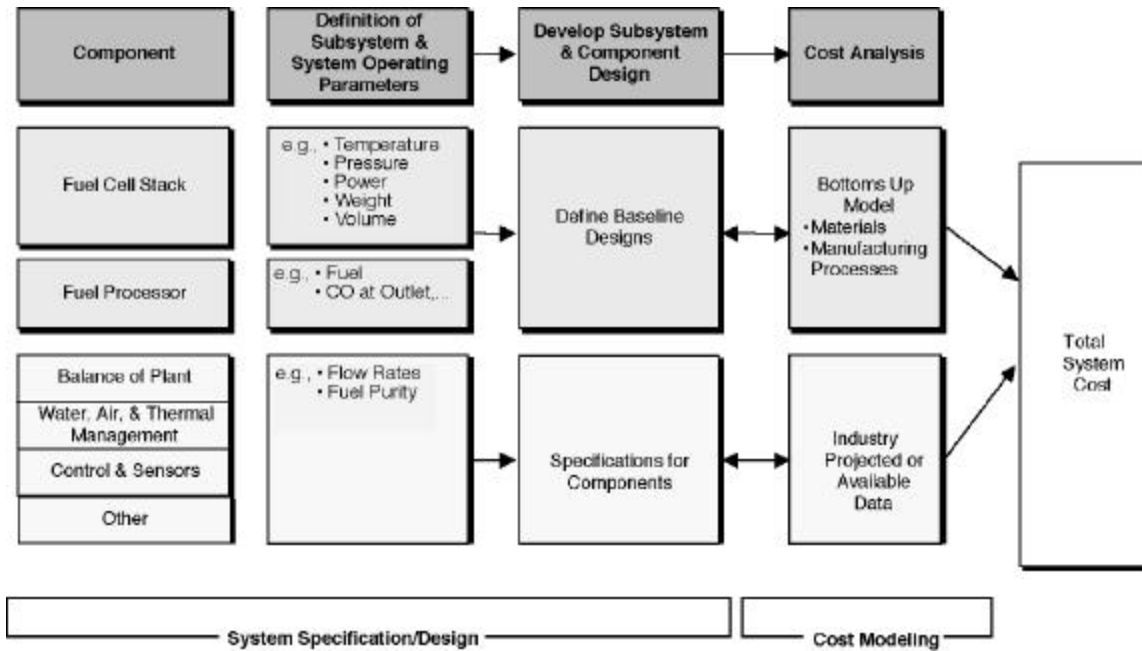 Component
Definition of
Subsystem &
System Operating
Parameters
Develop Subsystem
& Component
Design
Cost Analysis
Fuel Cell Stack
e.g., • Temperature
• Pressure
• Power
• Weight
• Volume
Define Baseline
Designs
Bottoms Up
Model
• Materials
• Manufacturing
Processes
Fuel Processor
e.g., • Fuel
• CO at Outlet,...
Balance of Plant
Water, Air, & Thermal
Management
Control & Sensors
Other
e.g., • Flow Rates
• Fuel Purity
Specifications for
Components
Industry
Projected or
Available
Data
Total
System
Cost
System Specification/Design
Cost Modeling